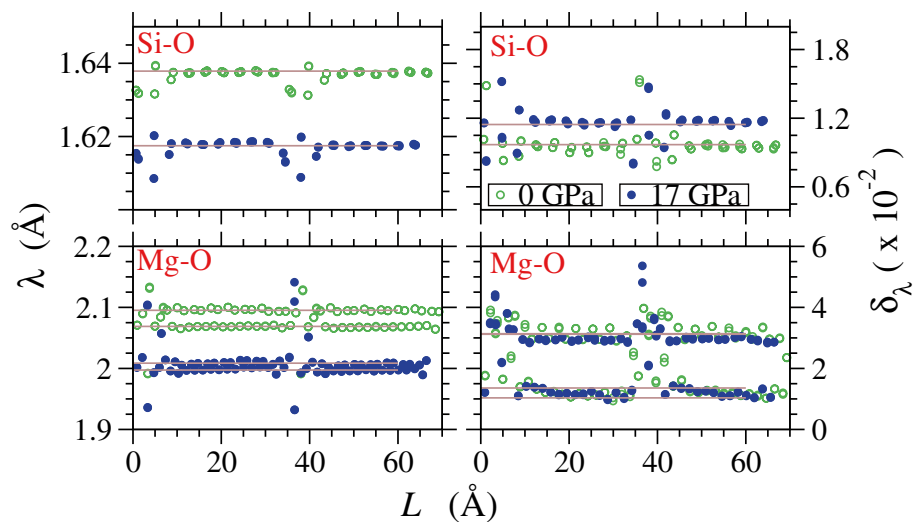 Si-O
Si-O
1.64
1.62
1.8
1.2
0.6
0 GPa
17 GPa
λ (Å)
δλ ( x 10⁻²)
Mg-O
Mg-O
2.2
2.1
2
1.9
6
4
2
0
0 20 40 60
0 20 40 60
L (Å)